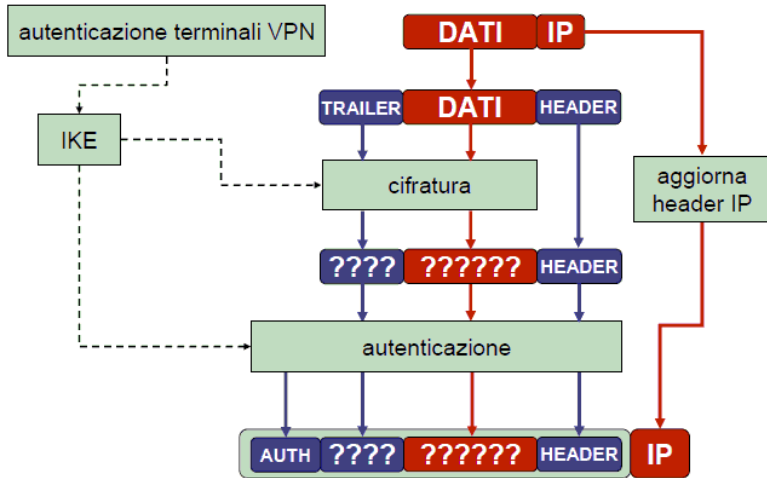 autenticazione terminali VPN
DATI IP
TRAILER DATI HEADER
IKE
cifratura
aggiorna
header IP
???? ?????? HEADER
autenticazione
AUTH ???? ?????? HEADER IP